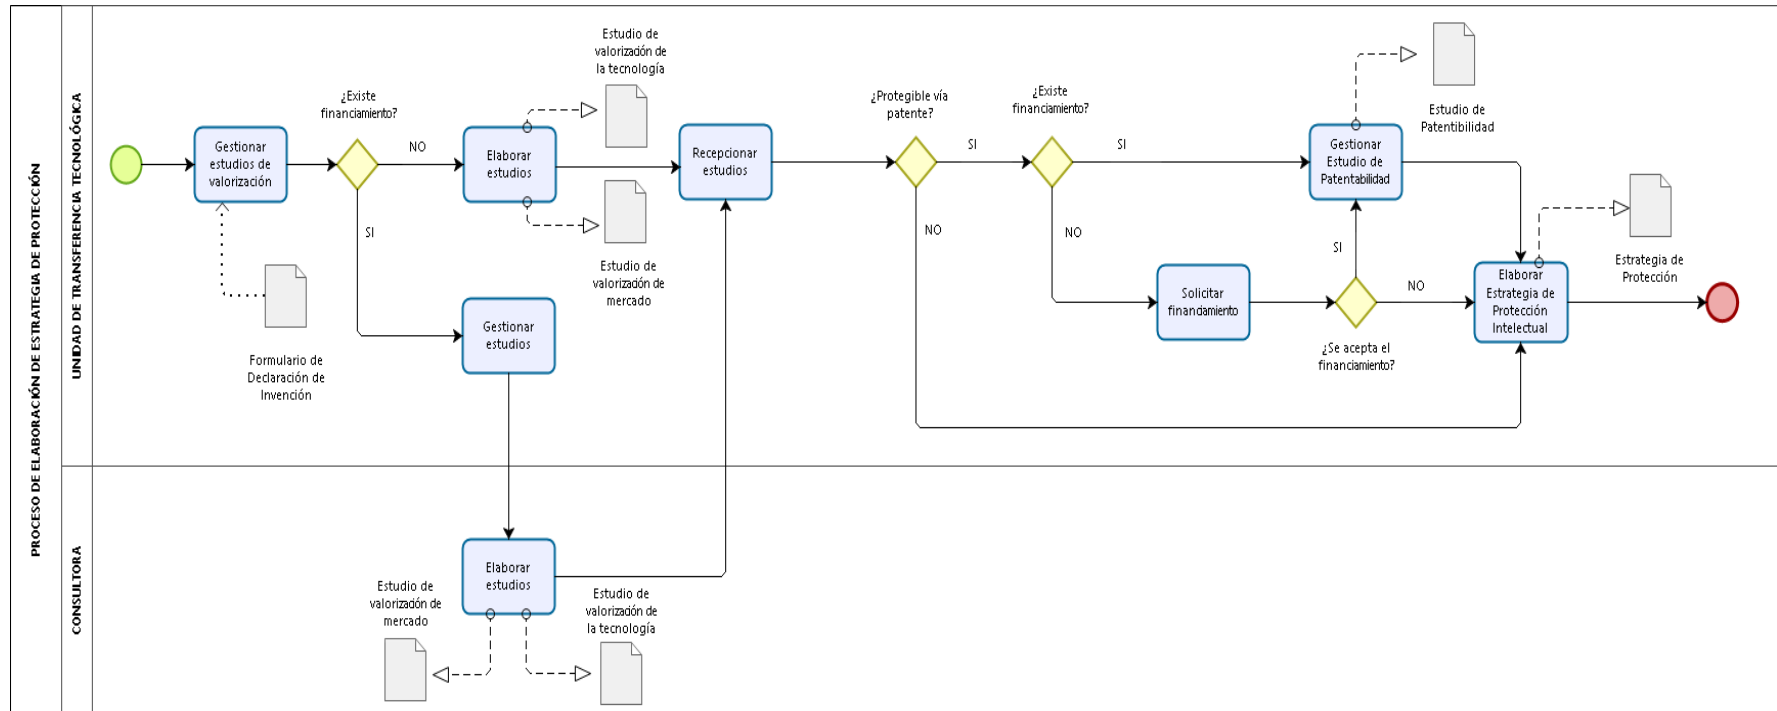 PROCESO DE ELABORACIÓN DE ESTRATEGIA DE PROTECCIÓN
UNIDAD DE TRANSFERENCIA TECNOLÓGICA
Gestionar
estudios de
valorización
Formulario de
Declaración de
Invención
¿Existe
financiamiento?
NO
SI
Elaborar
estudios
Estudio de
valorización de
la tecnología
Estudio de
valorización de
mercado
Gestionar
estudios
Recepcionar
estudios
¿Protegible vía
patente?
SI
NO
¿Existe
financiamiento?
SI
NO
Solicitar
financiamiento
¿Se acepta el
financiamiento?
SI
NO
Gestionar
Estudio de
Patentabilidad
Estudio de
Patentibilidad
Elaborar
Estrategia de
Protección
Intelectual
Estrategia de
Protección
CONSULTORA
Elaborar
estudios
Estudio de
valorización de
mercado
Estudio de
valorización de
la tecnología